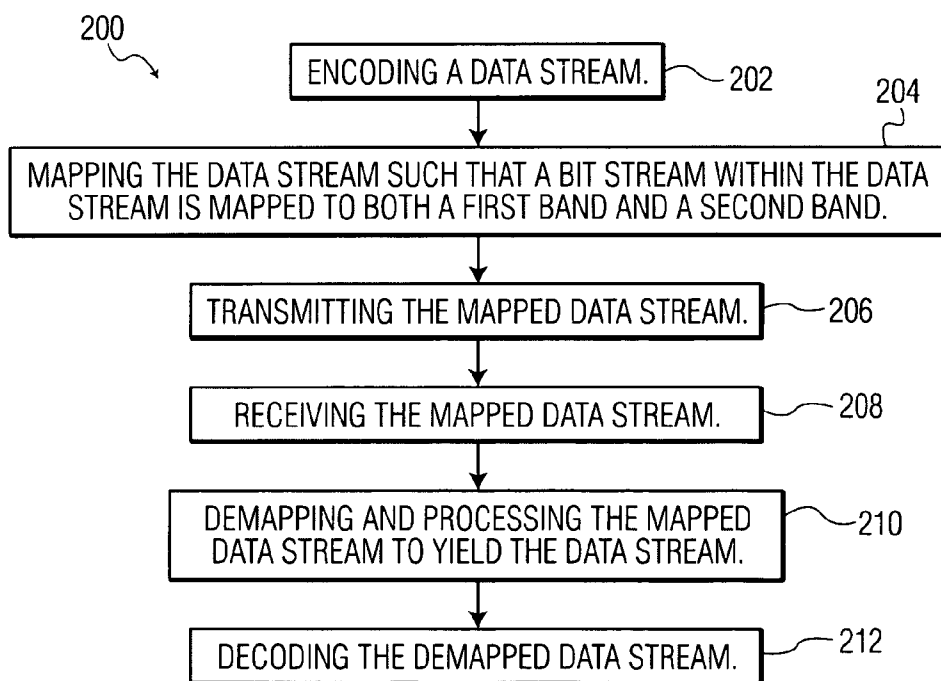 200
ENCODING A DATA STREAM.
202
204
MAPPING THE DATA STREAM SUCH THAT A BIT STREAM WITHIN THE DATA
STREAM IS MAPPED TO BOTH A FIRST BAND AND A SECOND BAND.
TRANSMITTING THE MAPPED DATA STREAM.
206
RECEIVING THE MAPPED DATA STREAM.
208
DEMAPPING AND PROCESSING THE MAPPED
DATA STREAM TO YIELD THE DATA STREAM.
210
DECODING THE DEMAPPED DATA STREAM.
212